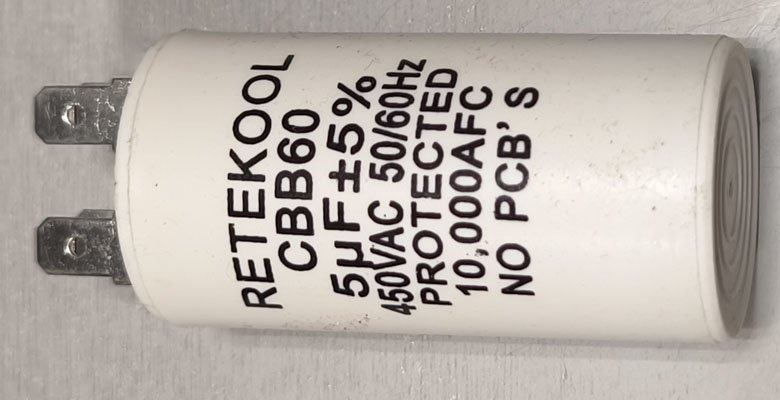 RETEKOOL
CBB60
5µF±5%
450VAC 50/60Hz
PROTECTED
10,000AFC
NO PCB'S